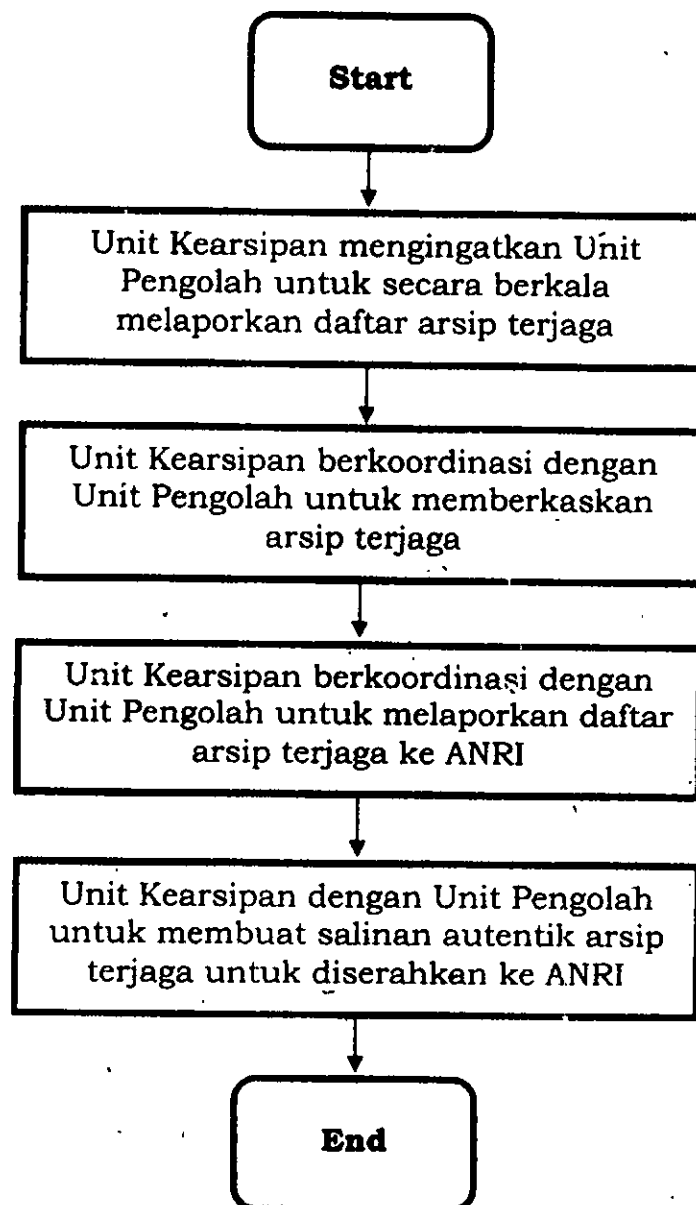 Start
Unit Kearsipan mengingatkan Unit
Pengolah untuk secara berkala
melaporkan daftar arsip terjaga
Unit Kearsipan berkoordinasi dengan
Unit Pengolah untuk memberkaskan
arsip terjaga
Unit Kearsipan berkoordinasi dengan
Unit Pengolah untuk melaporkan daftar
arsip terjaga ke ANRI
Unit Kearsipan dengan Unit Pengolah
untuk membuat salinan autentik arsip
terjaga untuk diserahkan ke ANRI
End